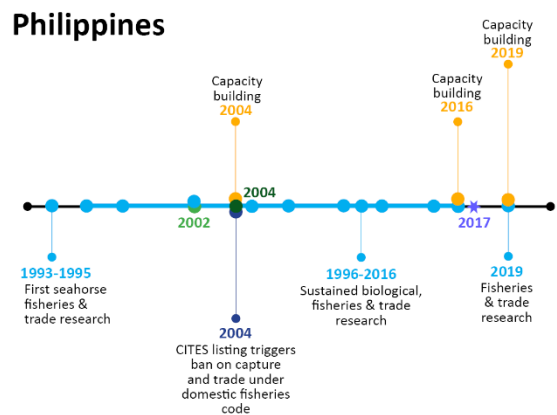 Philippines
Capacity
building
2019
Capacity
building
2004
Capacity
building
2016
2004
2002
2017
1993-1995
First seahorse
fisheries &
trade research
1996-2016
Sustained biological,
fisheries & trade
research
2019
Fisheries
& trade
research
2004
CITES listing triggers
ban on capture
and trade under
domestic fisheries
code